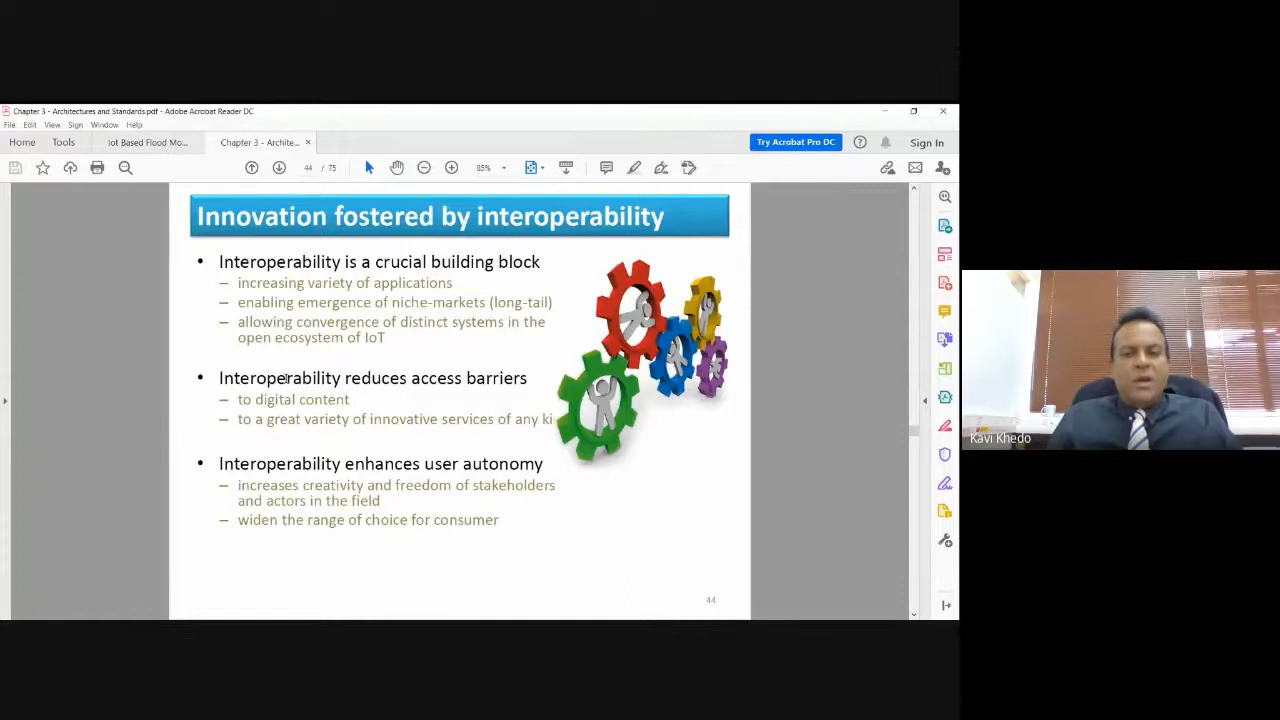 Chapter 3 - Architectures and Standards.pdf - Adobe Acrobat Reader DC
File Edit View Sign Window Help
Home Tools Iot Based Flood Mo... Chapter 3 - Archite... × Try Acrobat Pro DC Sign In
44 / 75 85%
Innovation fostered by interoperability
• Interoperability is a crucial building block
– increasing variety of applications
– enabling emergence of niche-markets (long-tail)
– allowing convergence of distinct systems in the
open ecosystem of IoT
• Interoperability reduces access barriers
– to digital content
– to a great variety of innovative services of any ki
• Interoperability enhances user autonomy
– increases creativity and freedom of stakeholders
and actors in the field
– widen the range of choice for consumer
44
Kavi Khedo